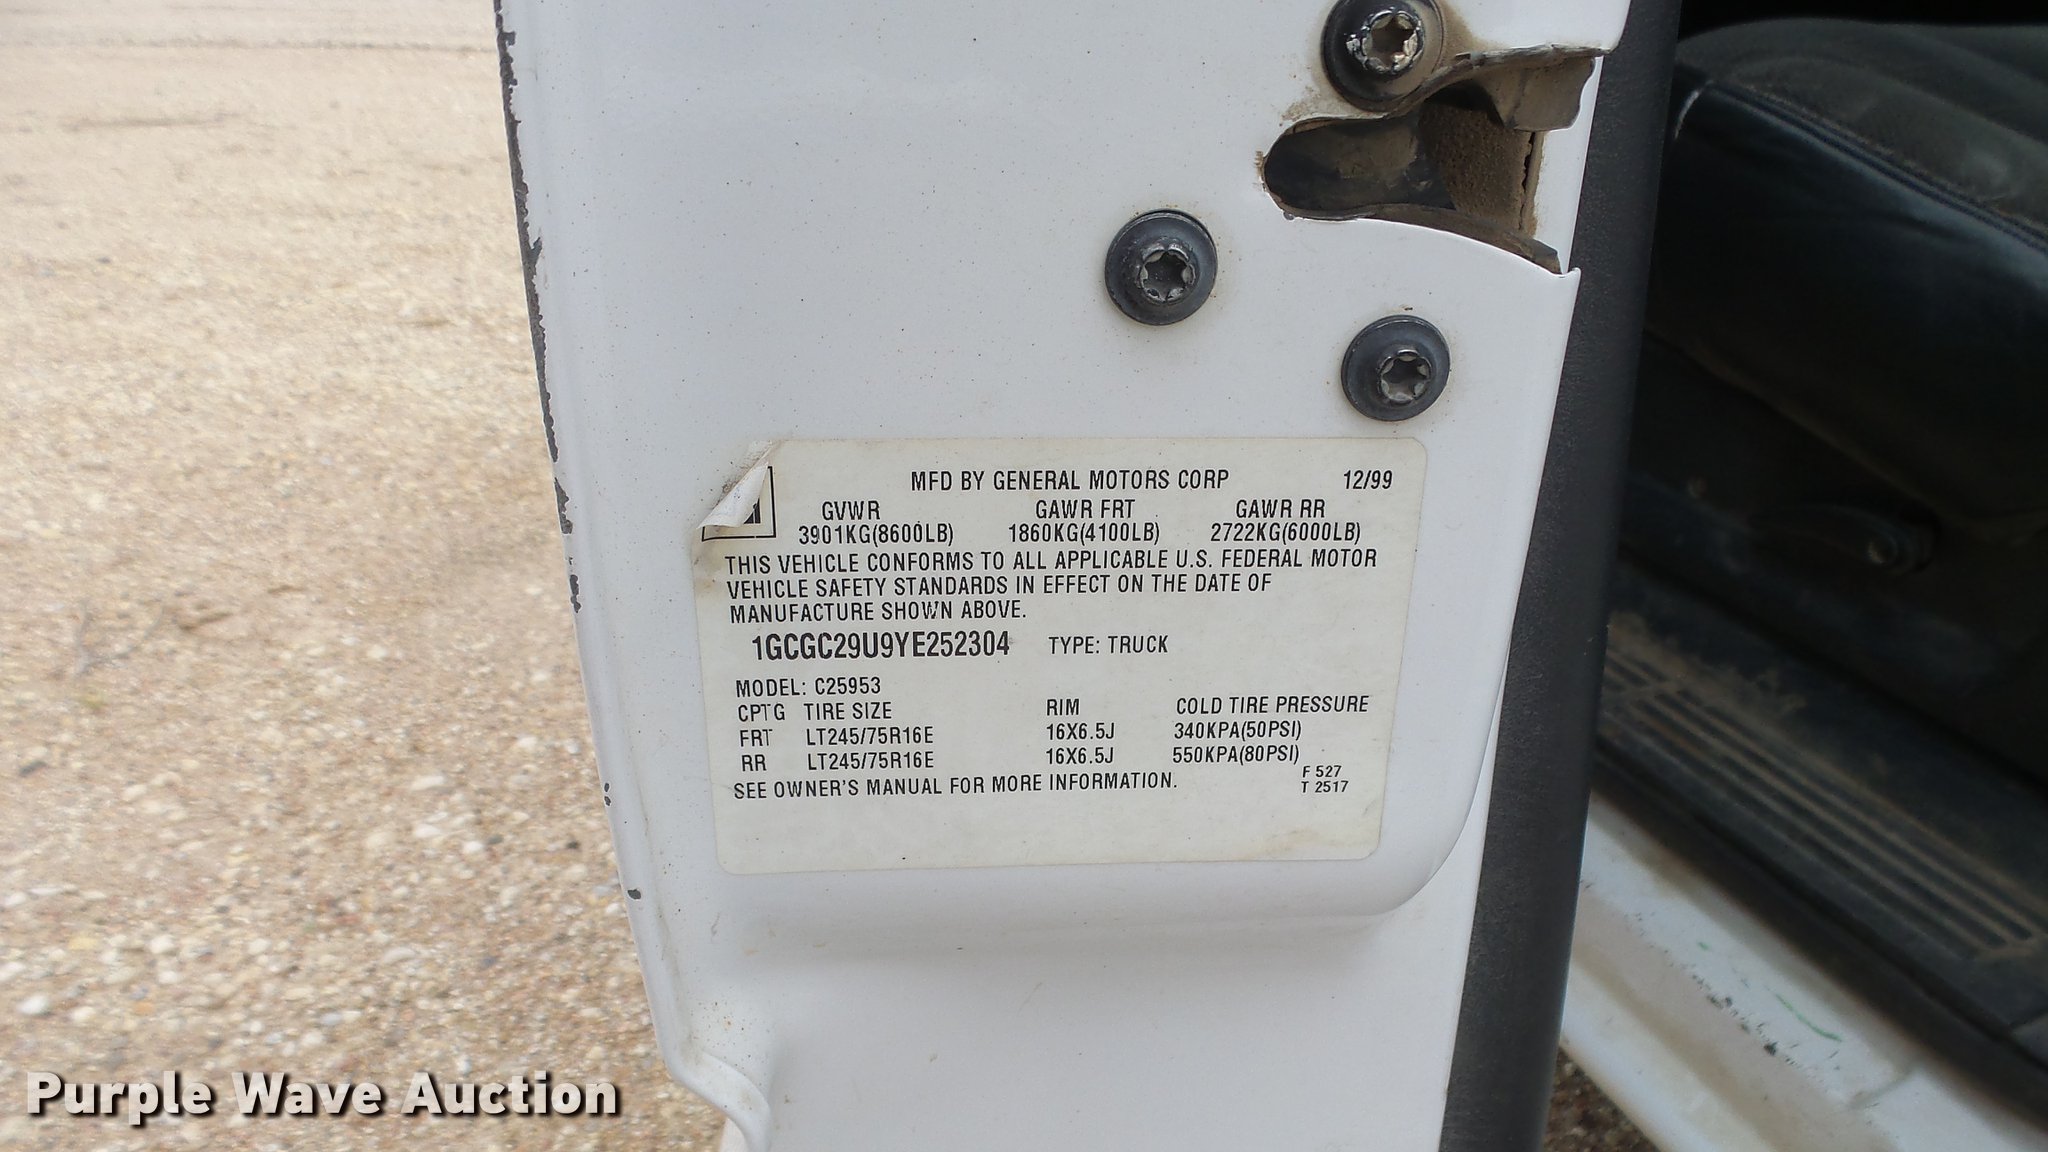 MFD BY GENERAL MOTORS CORP 12/99
GVWR GAWR FRT GAWR RR
3901KG(8600LB) 1860KG(4100LB) 2722KG(6000LB)
THIS VEHICLE CONFORMS TO ALL APPLICABLE U.S. FEDERAL MOTOR
VEHICLE SAFETY STANDARDS IN EFFECT ON THE DATE OF
MANUFACTURE SHOWN ABOVE.
1GCGC29U9YE252304 TYPE: TRUCK
MODEL: C25953
CPTG TIRE SIZE RIM COLD TIRE PRESSURE
FRT LT245/75R16E 16X6.5J 340KPA(50PSI)
RR LT245/75R16E 16X6.5J 550KPA(80PSI)
SEE OWNER'S MANUAL FOR MORE INFORMATION.
F 527
T 2517
Purple Wave Auction